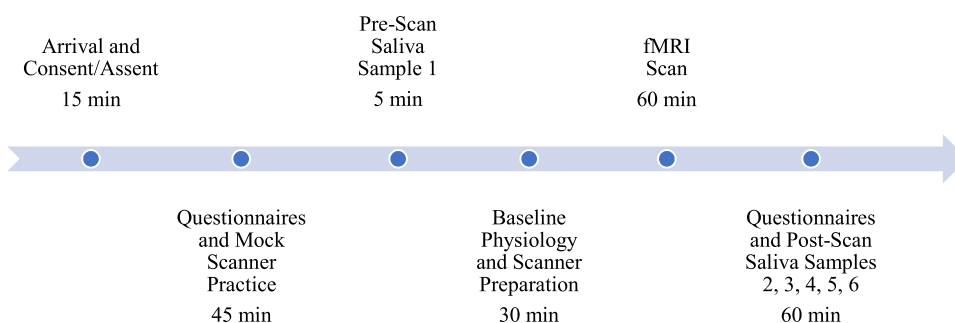 Arrival and
Consent/Assent
15 min
Questionnaires
and Mock
Scanner
Practice
45 min
Pre-Scan
Saliva
Sample 1
5 min
Baseline
Physiology
and Scanner
Preparation
30 min
fMRI
Scan
60 min
Questionnaires
and Post-Scan
Saliva Samples
2, 3, 4, 5, 6
60 min